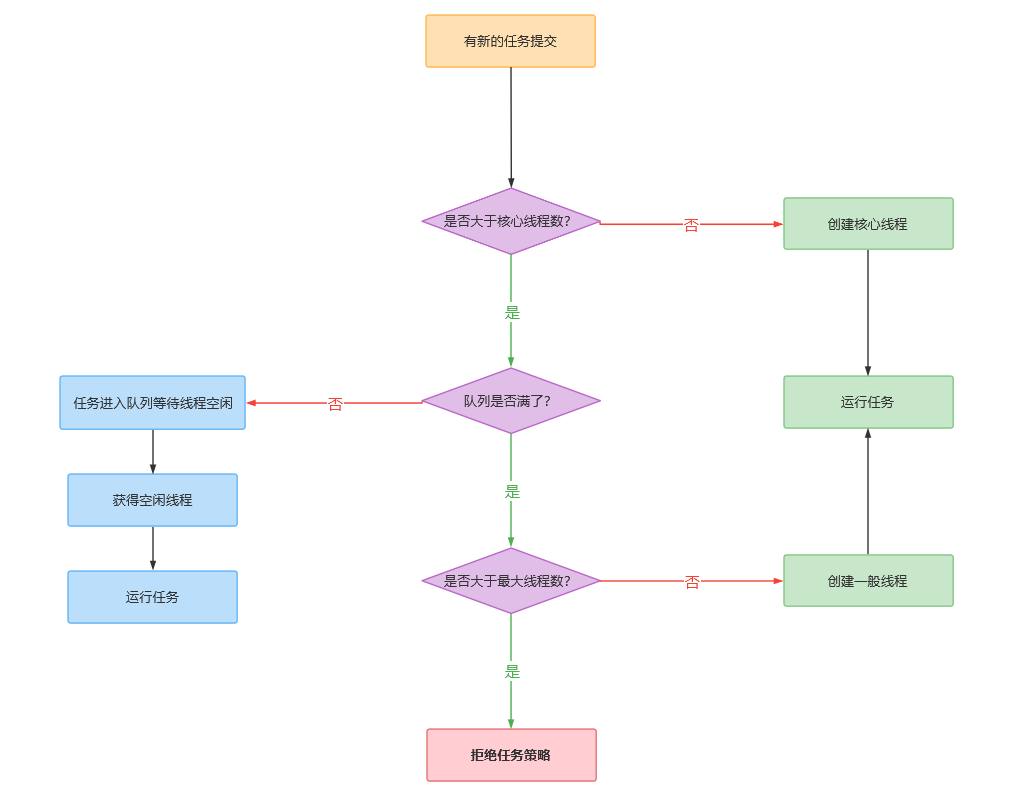 有新的任务提交
是否大于核心线程数?
否
创建核心线程
是
任务进入队列等待线程空闲
否
队列是否满了?
运行任务
获得空闲线程
是
运行任务
是否大于最大线程数?
否
创建一般线程
是
拒绝任务策略